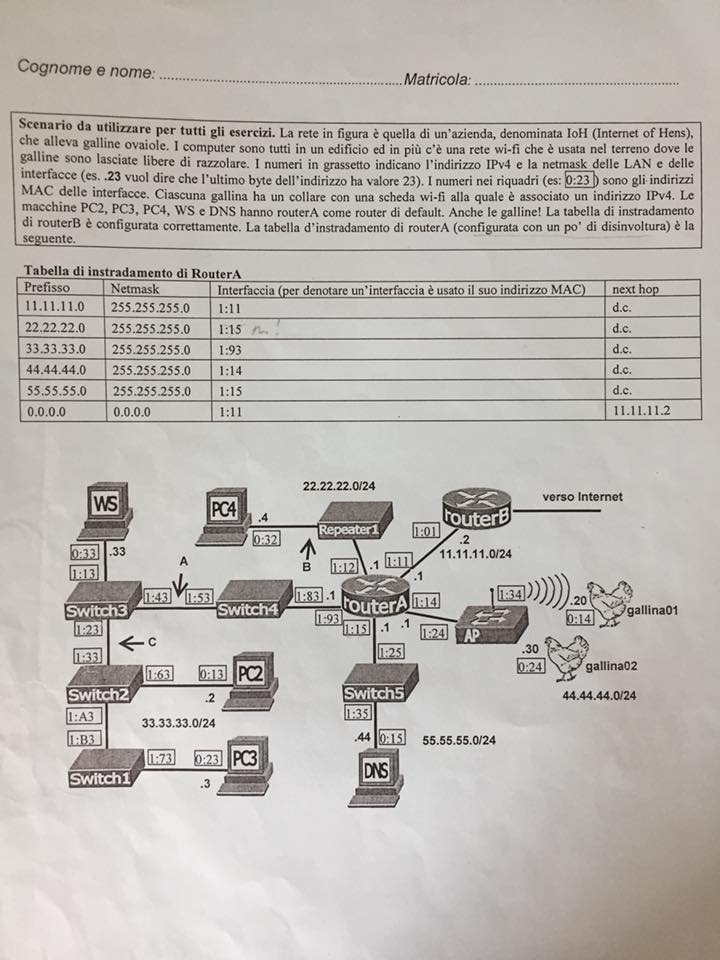 Cognome e nome: ........................................................ Matricola: ................................................
Scenario da utilizzare per tutti gli esercizi. La rete in figura è quella di un'azienda, denominata IoH (Internet of Hens),
che alleva galline ovaiole. I computer sono tutti in un edificio ed in più c'è una rete wi-fi che è usata nel terreno dove le
galline sono lasciate libere di razzolare. I numeri in grassetto indicano l'indirizzo IPv4 e la netmask delle LAN e delle
interfacce (es. .23 vuol dire che l'ultimo byte dell'indirizzo ha valore 23). I numeri nei riquadri (es: 0:23) sono gli indirizzi
MAC delle interfacce. Ciascuna gallina ha un collare con una scheda wi-fi alla quale è associato un indirizzo IPv4. Le
macchine PC2, PC3, PC4, WS e DNS hanno routerA come router di default. Anche le galline! La tabella di instradamento
di routerB è configurata correttamente. La tabella d'instradamento di routerA (configurata con un po' di disinvoltura) è la
seguente.
Tabella di instradamento di RouterA
Prefisso Netmask Interfaccia (per denotare un'interfaccia è usato il suo indirizzo MAC) next hop
11.11.11.0 255.255.255.0 1:11 d.c.
22.22.22.0 255.255.255.0 1:15 d.c.
33.33.33.0 255.255.255.0 1:93 d.c.
44.44.44.0 255.255.255.0 1:14 d.c.
55.55.55.0 255.255.255.0 1:15 d.c.
0.0.0.0 0.0.0.0 1:11 11.11.11.2
22.22.22.0/24
WS PC4 .4 Repeater1 routerB verso Internet
0:32 1:01 .2
0:33 .33 A B 1:12 .1 1:11 11.11.11.0/24
1:13 .1
1:43 1:53 1:83 .1 routerA 1:14 1:34 .20
Switch3 Switch4 1:93 0:14 gallina01
1:23 C 1:15 .1 .1 1:24 AP
1:33 1:25 .30
1:63 0:13 PC2 0:24 gallina02
Switch2 .2 Switch5 44.44.44.0/24
1:A3 33.33.33.0/24 1:35
1:B3 .44 0:15 55.55.55.0/24
1:73 0:23 PC3
Switch1 .3 DNS